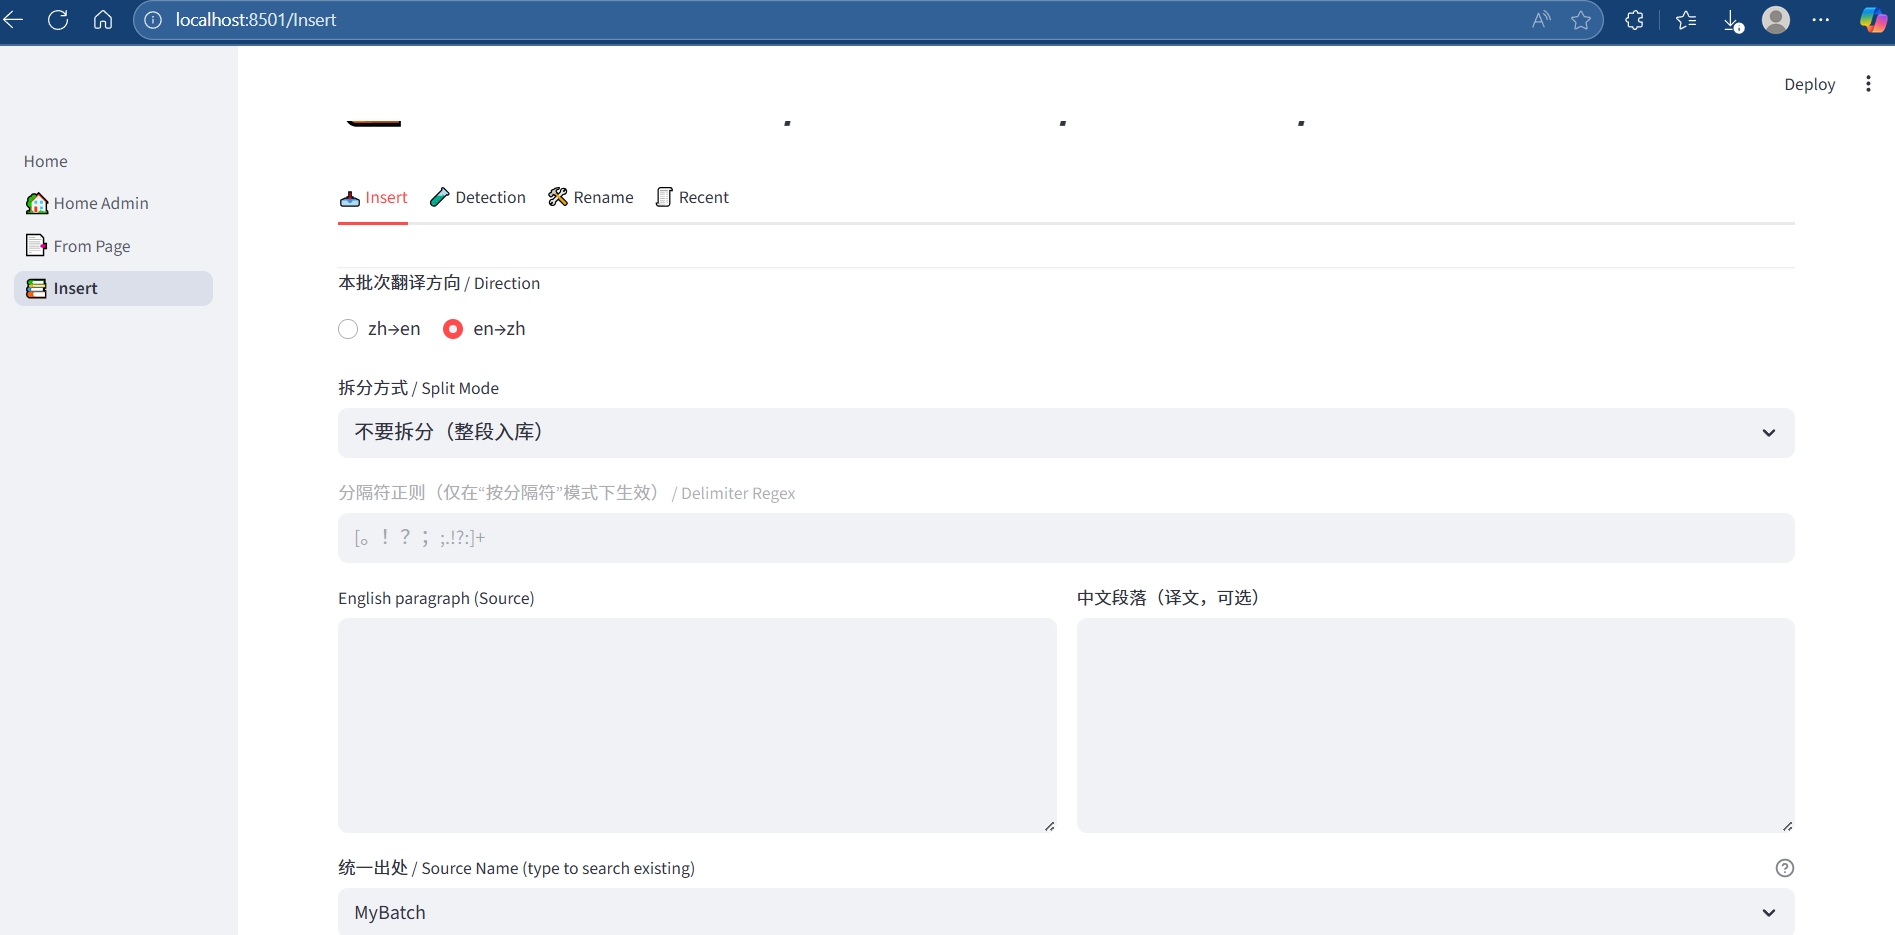 localhost:8501/Insert
Deploy
Home
Home Admin
From Page
Insert
Insert Detection Rename Recent
本批次翻译方向 / Direction
zh→en en→zh
拆分方式 / Split Mode
不要拆分（整段入库）
分隔符正则（仅在“按分隔符”模式下生效） / Delimiter Regex
[。！？；;.!?:]+
English paragraph (Source)
中文段落（译文，可选）
统一出处 / Source Name (type to search existing)
MyBatch